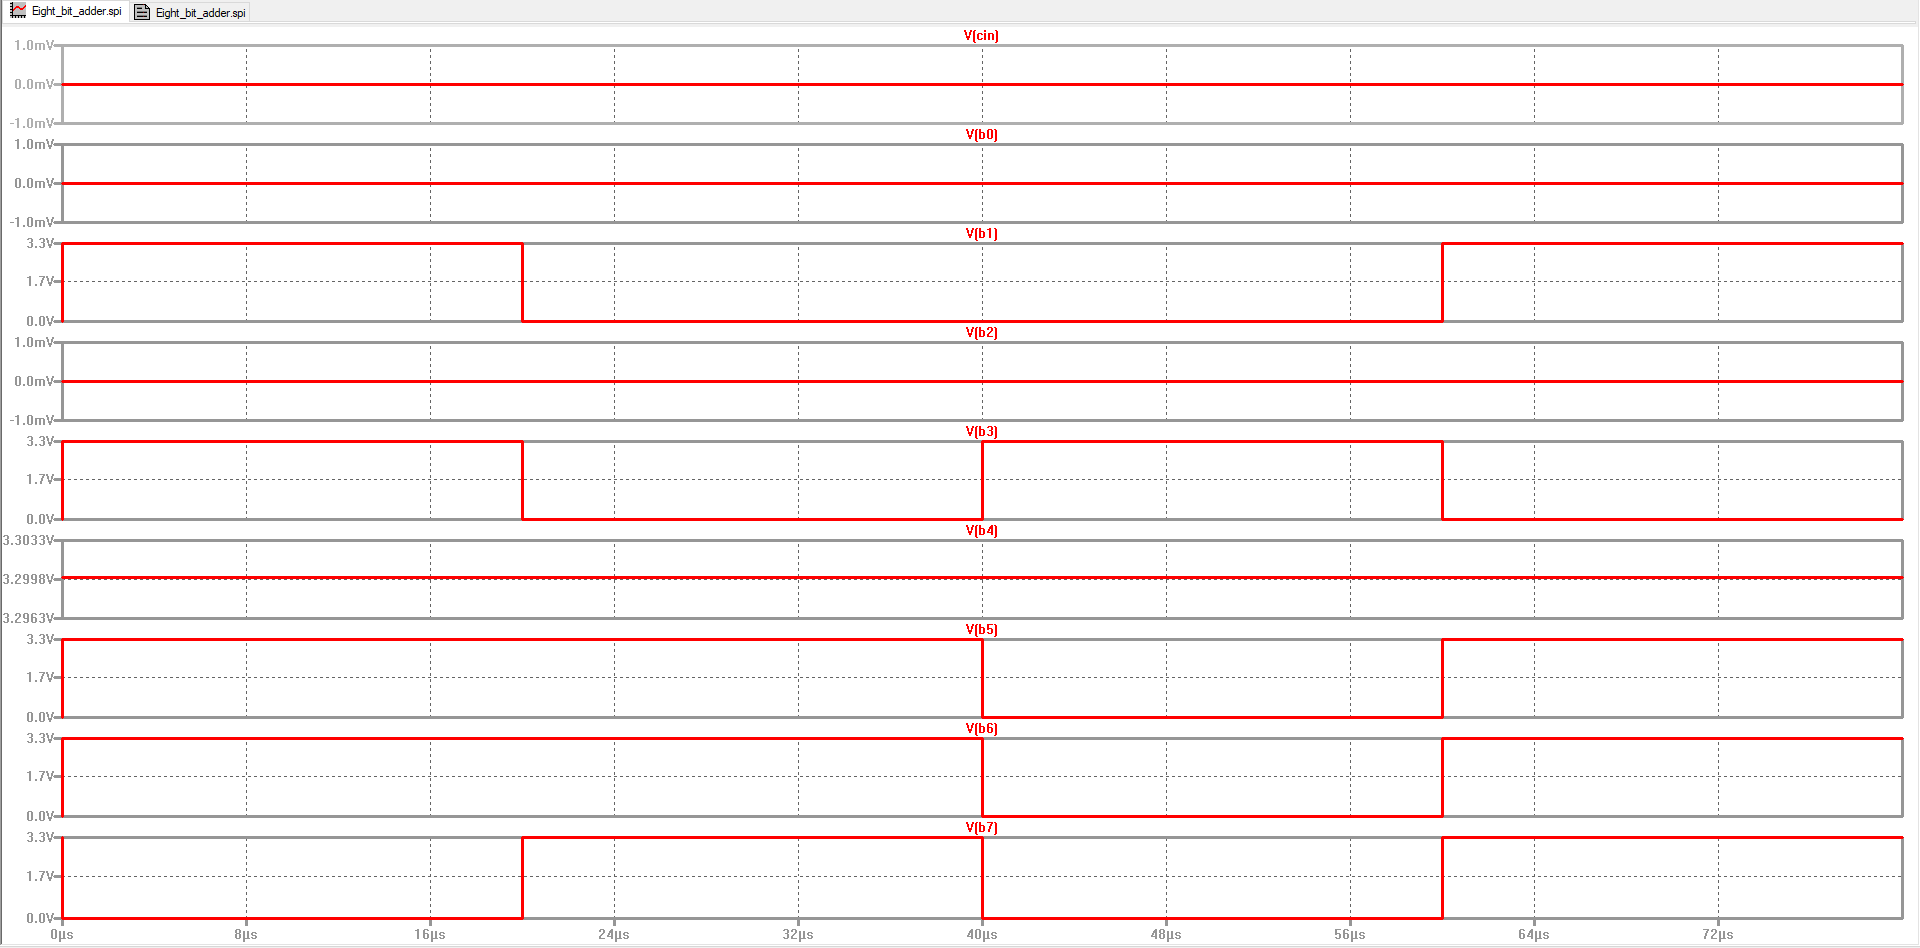 Eight_bit_adder.spi Eight_bit_adder.spi
V(cin)
1.0mV
0.0mV
-1.0mV
V(b0)
1.0mV
0.0mV
-1.0mV
V(b1)
3.3V
1.7V
0.0V
V(b2)
1.0mV
0.0mV
-1.0mV
V(b3)
3.3V
1.7V
0.0V
V(b4)
3.3033V
3.2998V
3.2963V
V(b5)
3.3V
1.7V
0.0V
V(b6)
3.3V
1.7V
0.0V
V(b7)
3.3V
1.7V
0.0V
0µs 8µs 16µs 24µs 32µs 40µs 48µs 56µs 64µs 72µs